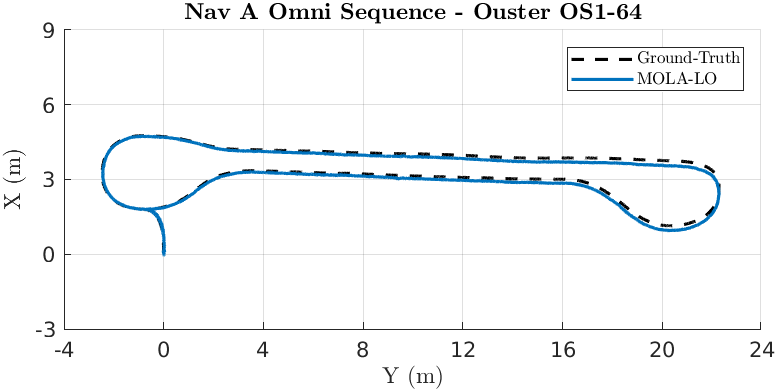 Nav A Omni Sequence - Ouster OS1-64
9
Ground-Truth
MOLA-LO
6
X (m)
3
0
-3
-4 0 4 8 12 16 20 24
Y (m)